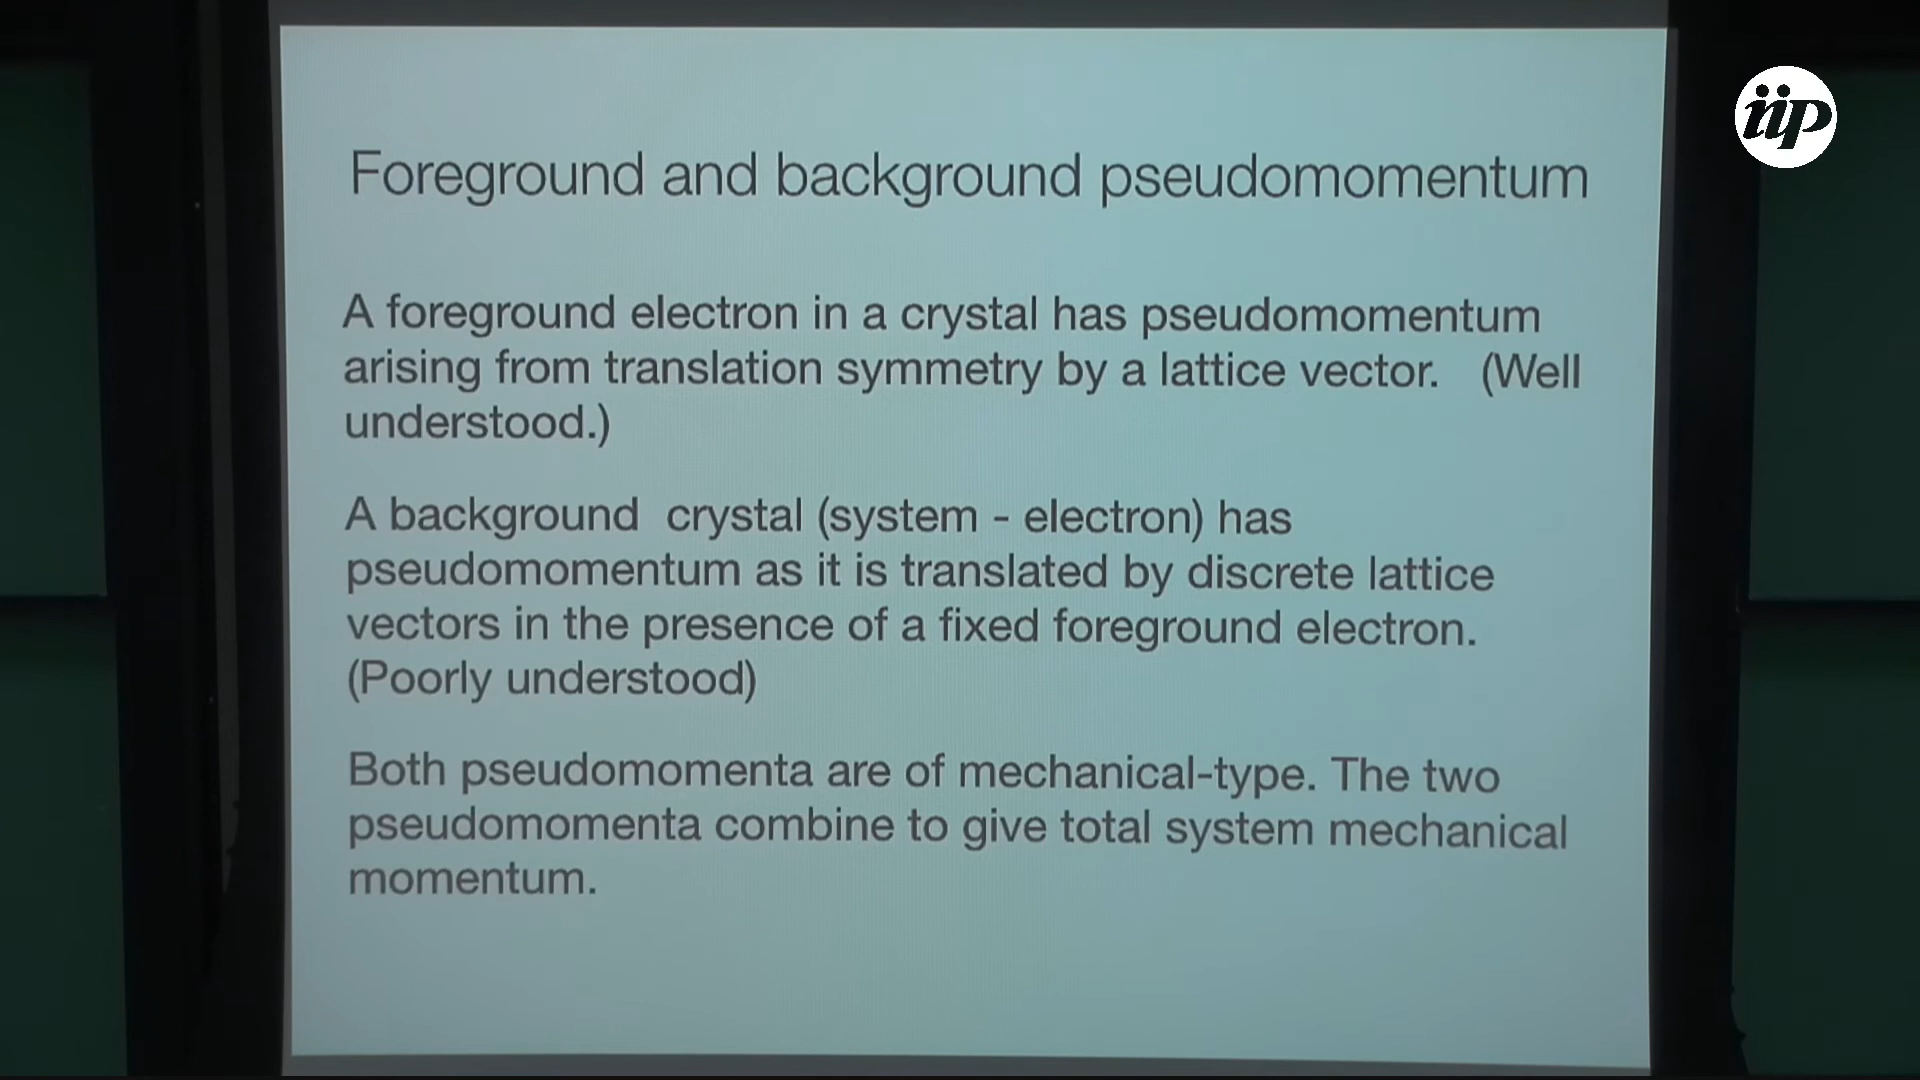 iip
Foreground and background pseudomomentum
A foreground electron in a crystal has pseudomomentum
arising from translation symmetry by a lattice vector. (Well
understood.)
A background crystal (system - electron) has
pseudomomentum as it is translated by discrete lattice
vectors in the presence of a fixed foreground electron.
(Poorly understood)
Both pseudomomenta are of mechanical-type. The two
pseudomomenta combine to give total system mechanical
momentum.